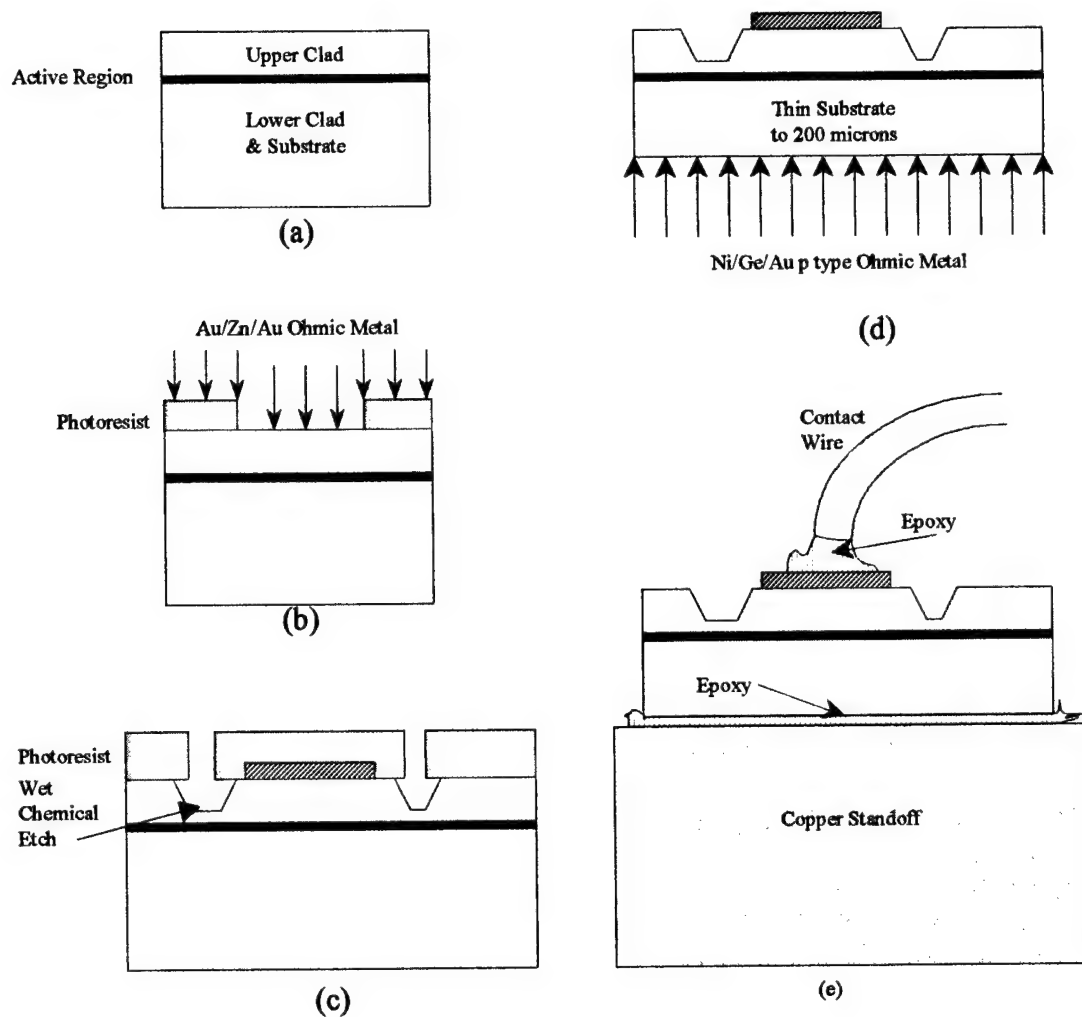 Upper Clad
Active Region
Lower Clad
& Substrate
(a)
Au/Zn/Au Ohmic Metal
Photoresist
(b)
Photoresist
Wet
Chemical
Etch
(c)
Thin Substrate
to 200 microns
Ni/Ge/Au p type Ohmic Metal
(d)
Contact
Wire
Epoxy
Epoxy
Copper Standoff
(e)